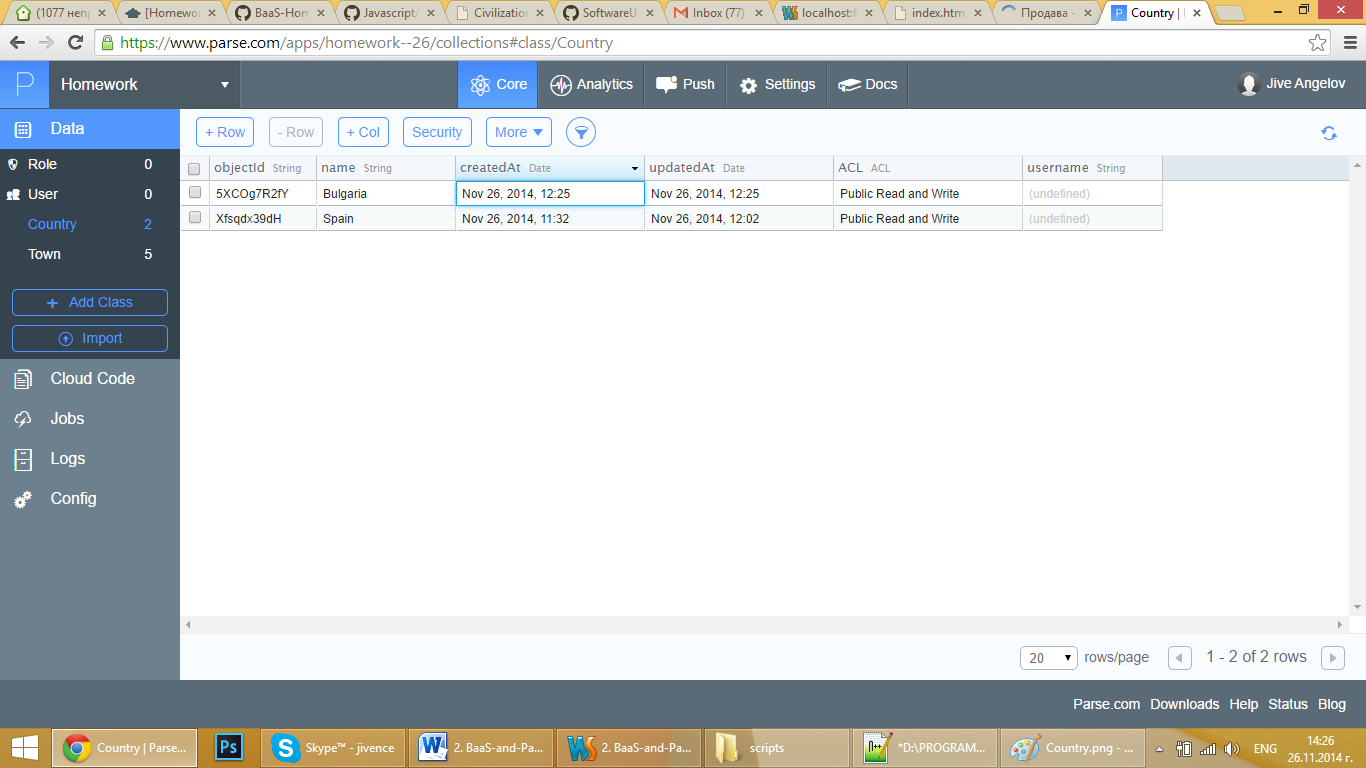 (1077 непр
[Homewor
BaaS-Hom
Javascript/
Civilization
SoftwareU
Inbox (77)
localhost:6
index.htm
Продава -
Country |
https://www.parse.com/apps/homework--26/collections#class/Country
P Homework
Core Analytics Push Settings Docs
Jive Angelov
Data
Role 0
User 0
Country 2
Town 5
+ Add Class
Import
Cloud Code
Jobs
Logs
Config
+ Row - Row + Col Security More
objectId String name String createdAt Date updatedAt Date ACL ACL username String
5XCOg7R2fY Bulgaria Nov 26, 2014, 12:25 Nov 26, 2014, 12:25 Public Read and Write (undefined)
Xfsqdx39dH Spain Nov 26, 2014, 11:32 Nov 26, 2014, 12:02 Public Read and Write (undefined)
20 rows/page 1 - 2 of 2 rows
Parse.com Downloads Help Status Blog
Country | Parse...
Ps
Skype™ - jivence
2. BaaS-and-Pa...
2. BaaS-and-Pa...
scripts
*D:\PROGRAM...
Country.png - ...
ENG
14:26
26.11.2014 г.